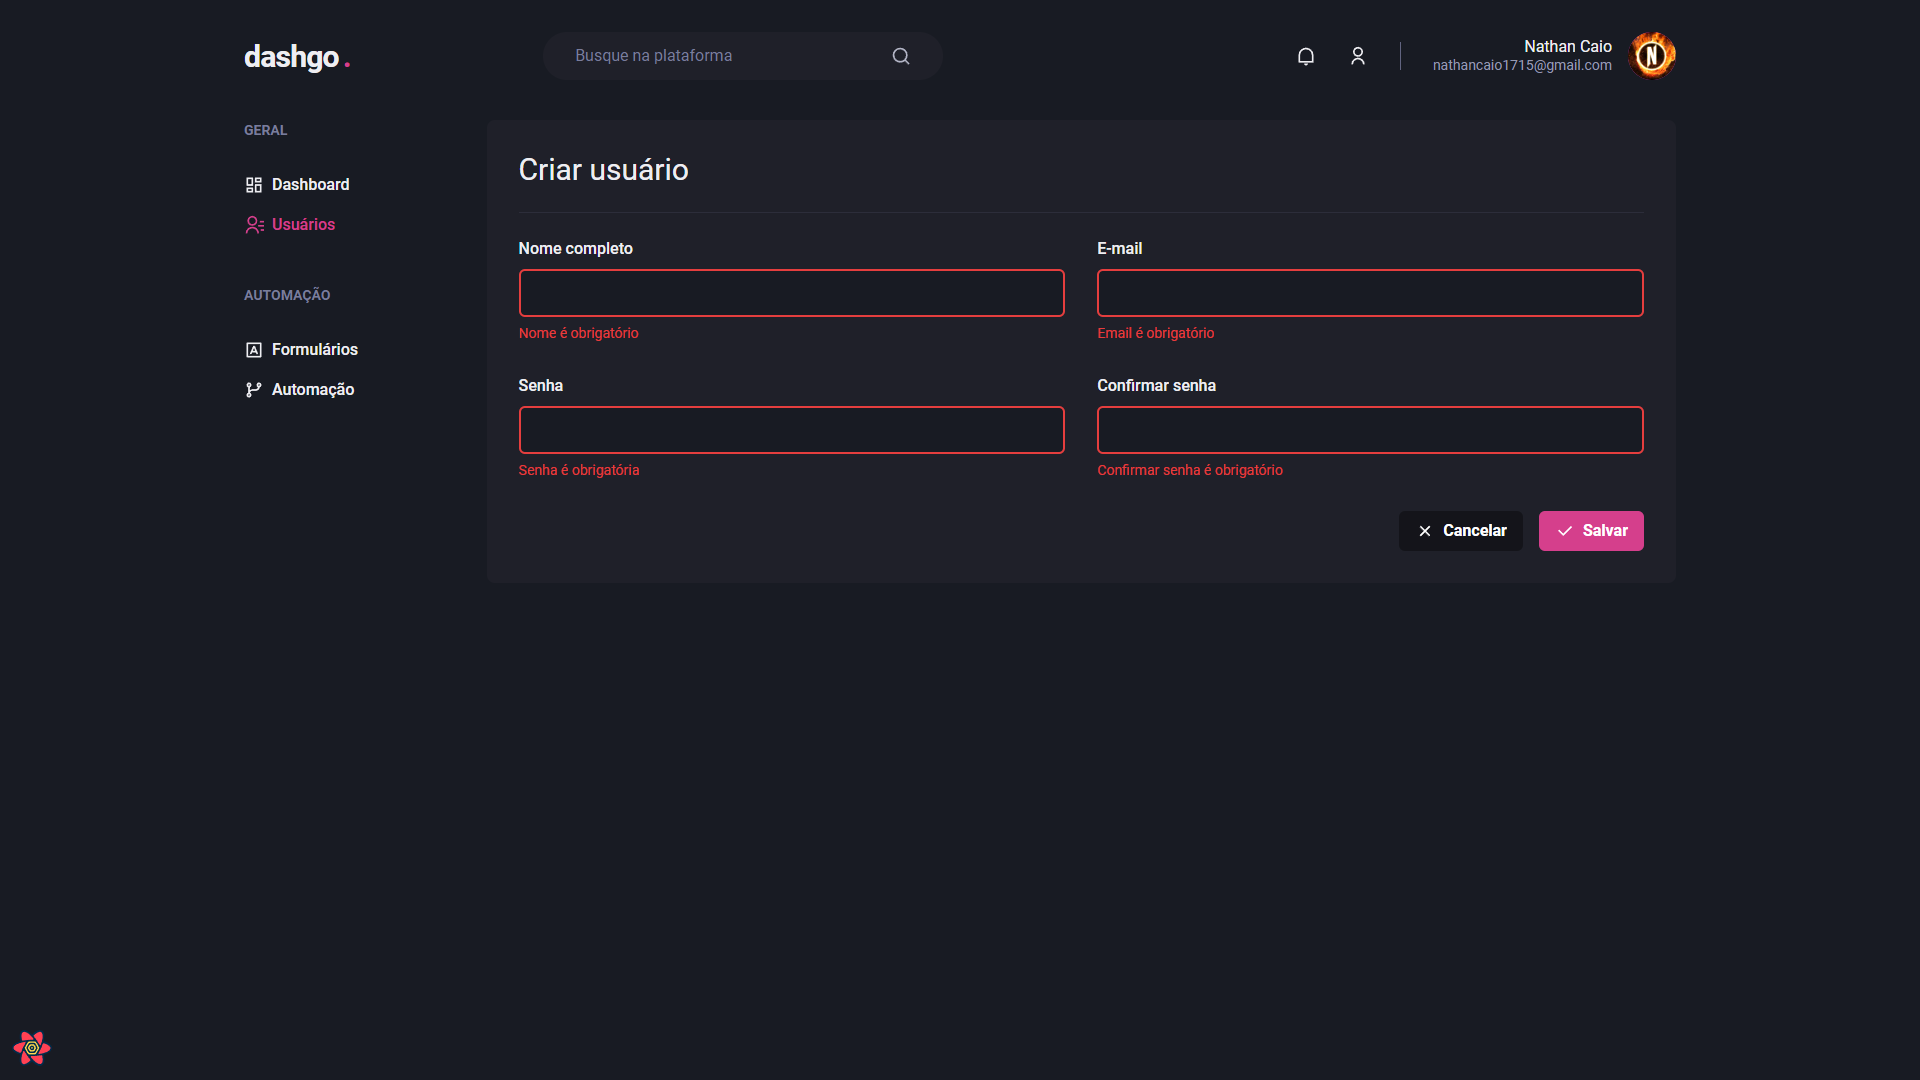 dashgo.
Busque na plataforma
Nathan Caio
nathancaio1715@gmail.com
N
GERAL
Dashboard
Usuários
AUTOMAÇÃO
Formulários
Automação
Criar usuário
Nome completo
E-mail
Nome é obrigatório
Email é obrigatório
Senha
Confirmar senha
Senha é obrigatória
Confirmar senha é obrigatório
Cancelar
Salvar